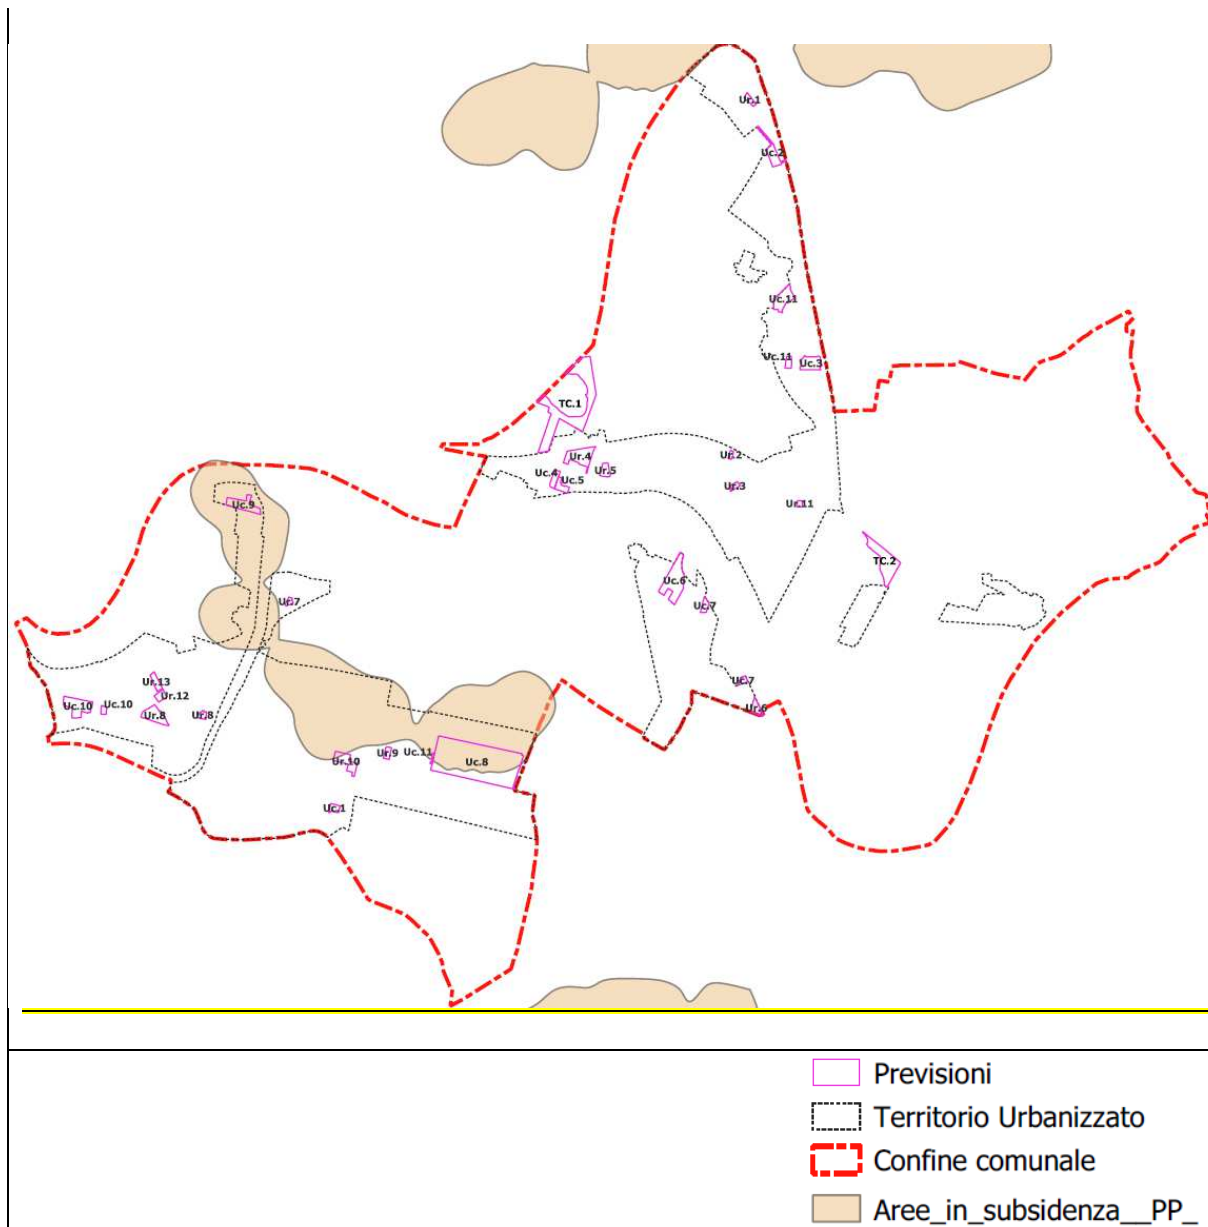 Ur.1
Uc.2
Uc.11
Uc.11
Uc.3
TC.1
Ur.4
Ur.5
Uc.4
Uc.5
Ur.2
Ur.3
Ur.11
Uc.9
TC.2
Uc.6
Uc.7
Ur.7
Uc.7
Ur.6
Ur.13
Ur.12
Uc.10
Uc.10
Ur.8
Ur.8
Ur.10
Ur.9
Uc.11
Uc.8
Uc.1
Previsioni
Territorio Urbanizzato
Confine comunale
Aree_in_subsidenza__PP_